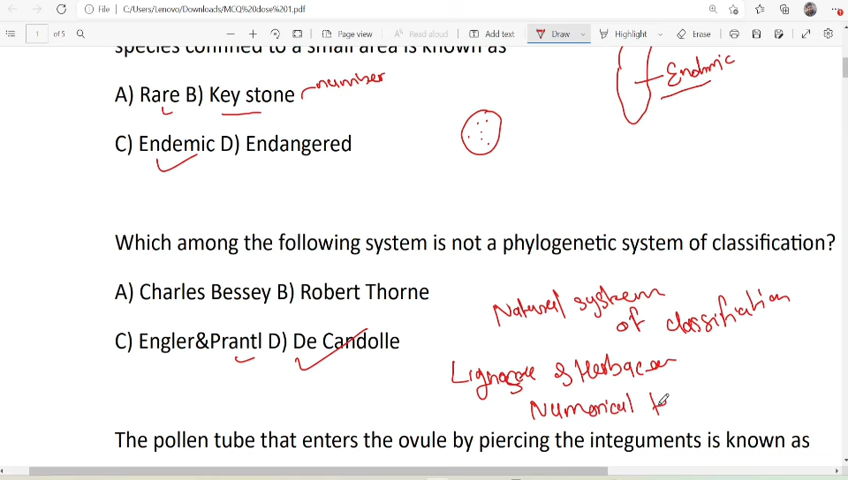 File | C:/Users/Lenovo/Downloads/MCQ%20dose%201.pdf
1 of 5 Page view Read aloud Add text Draw Highlight Erase
species confined to a small area is known as
Endmic
A) Rare B) Key stone number
C) Endemic D) Endangered
Which among the following system is not a phylogenetic system of classification?
A) Charles Bessey B) Robert Thorne
Natural system
of classification
C) Engler&Prantl D) De Candolle
Numerical
The pollen tube that enters the ovule by piercing the integuments is known as